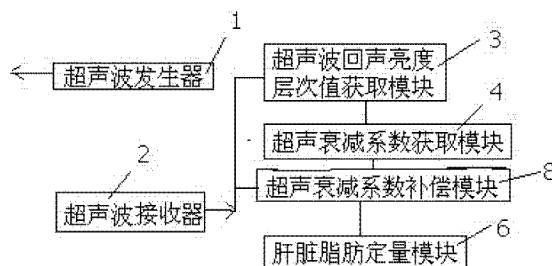 1
超声波发生器
超声波回声亮度
层次值获取模块
3
4
超声衰减系数获取模块
2
超声衰减系数补偿模块
8
超声波接收器
肝脏脂肪定量模块
6